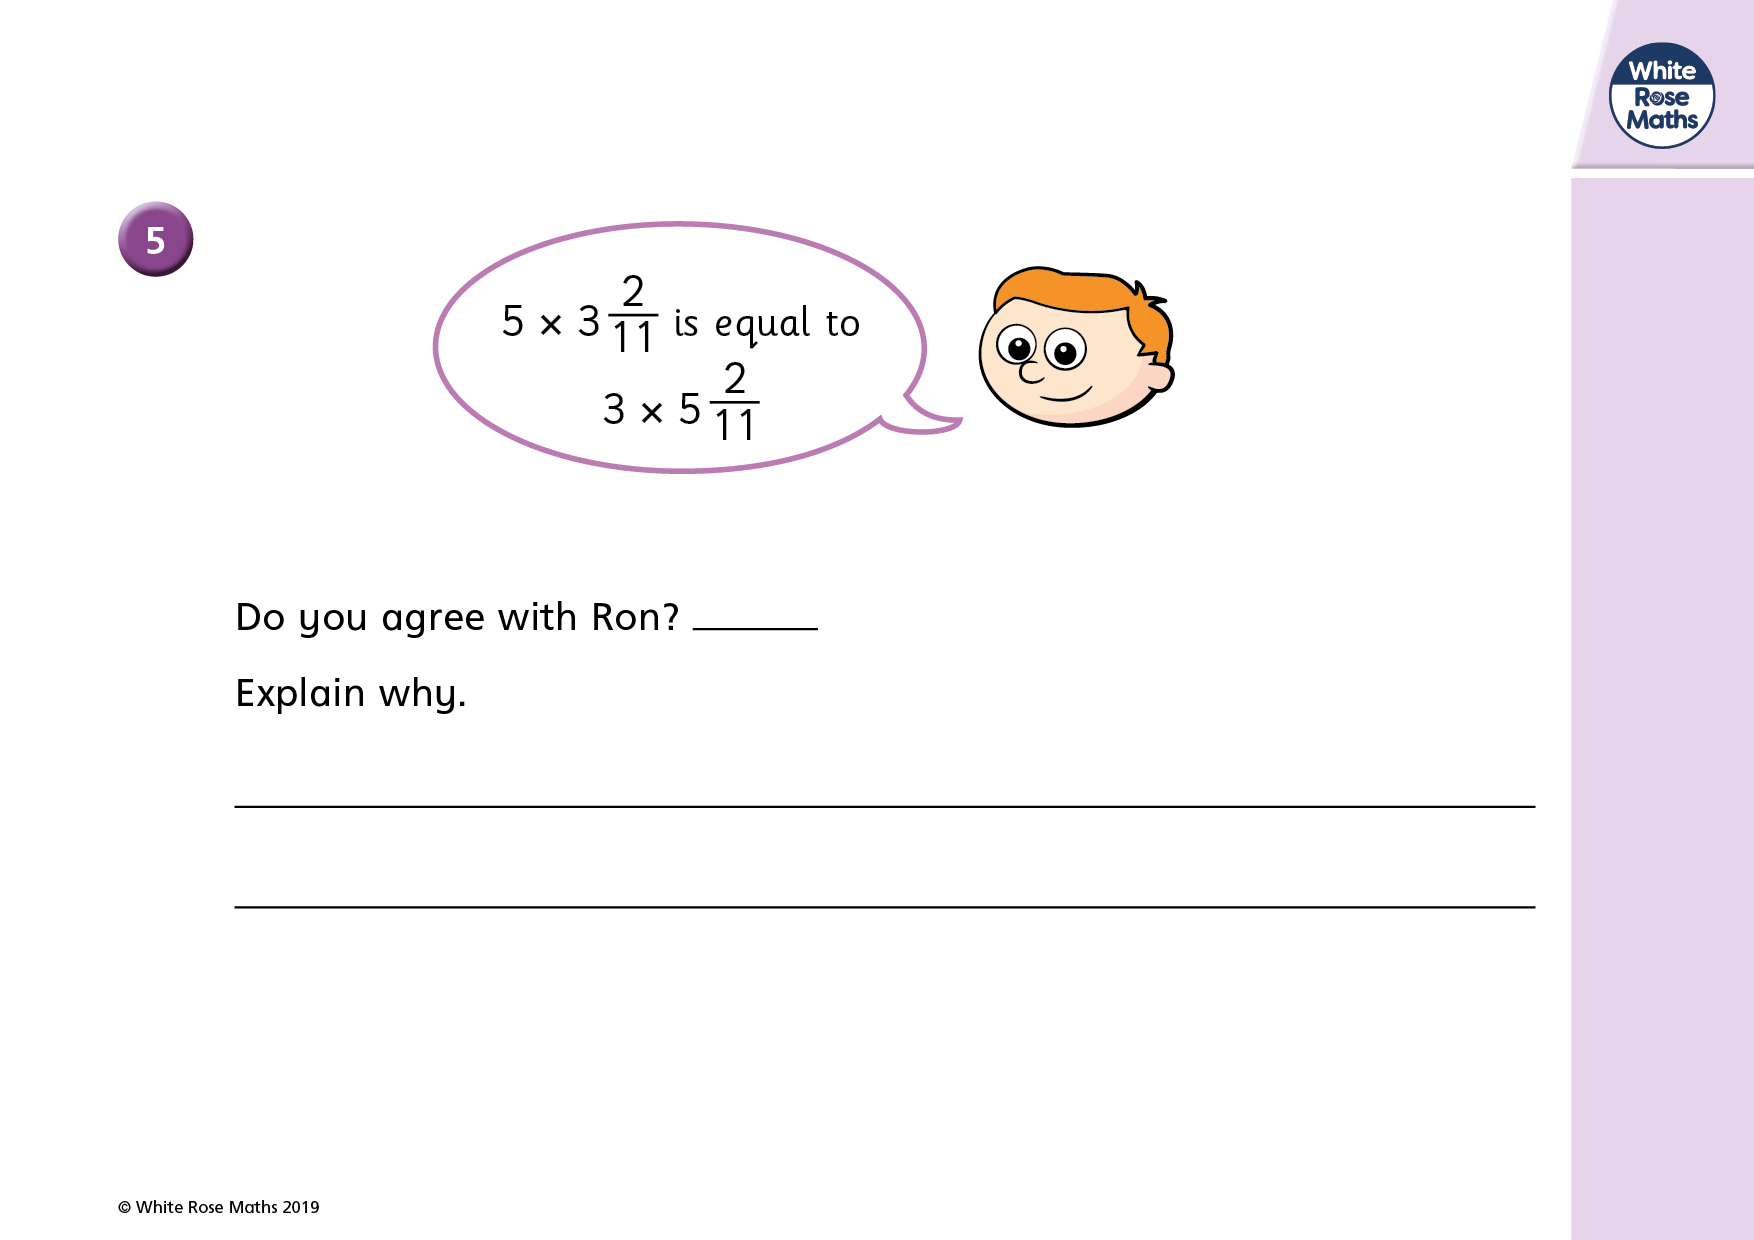 White
Rose
Maths
5
5 × 3 2/11 is equal to
3 × 5 2/11
Do you agree with Ron? ______
Explain why.
© White Rose Maths 2019